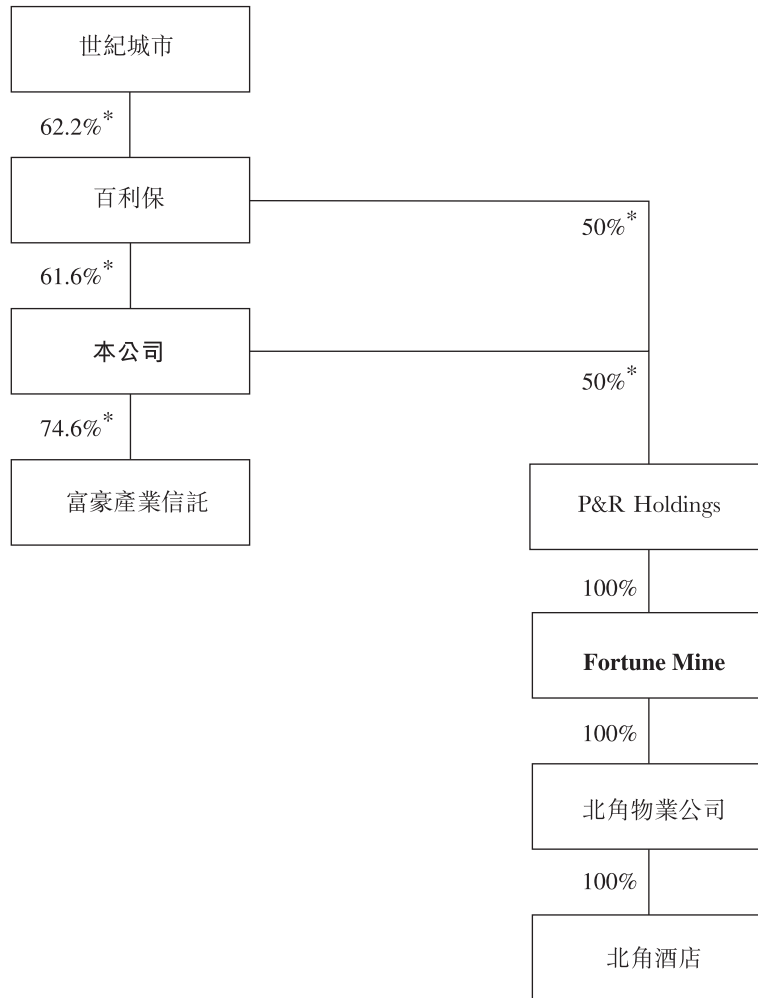 世紀城市
62.2%*
百利保
50%*
61.6%*
本公司
50%*
74.6%*
富豪產業信託
P&R Holdings
100%
Fortune Mine
100%
北角物業公司
100%
北角酒店